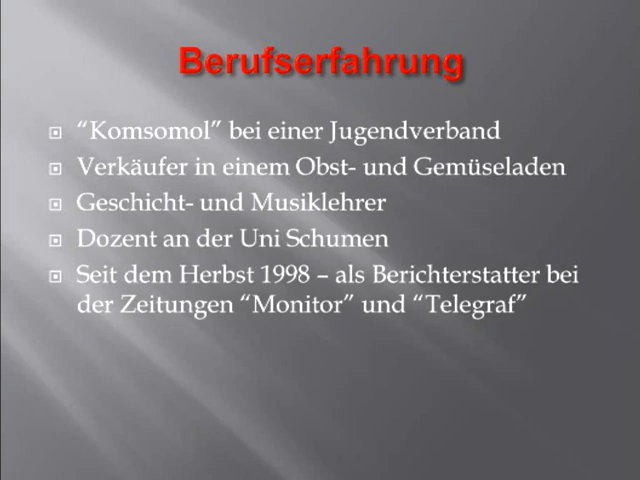 Berufserfahrung
“Komsomol” bei einer Jugendverband
Verkäufer in einem Obst- und Gemüseladen
Geschicht- und Musiklehrer
Dozent an der Uni Schumen
Seit dem Herbst 1998 – als Berichterstatter bei
der Zeitungen “Monitor” und “Telegraf”